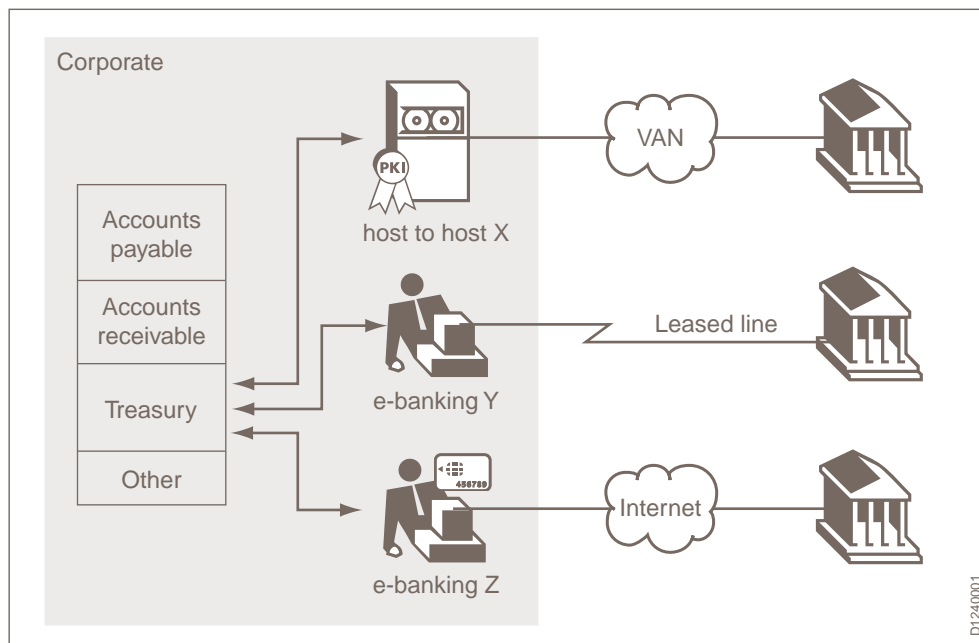 Corporate
VAN
PKI
host to host X
Accounts
payable
Accounts
receivable
Treasury
Other
Leased line
e-banking Y
456789
Internet
e-banking Z
D1240001